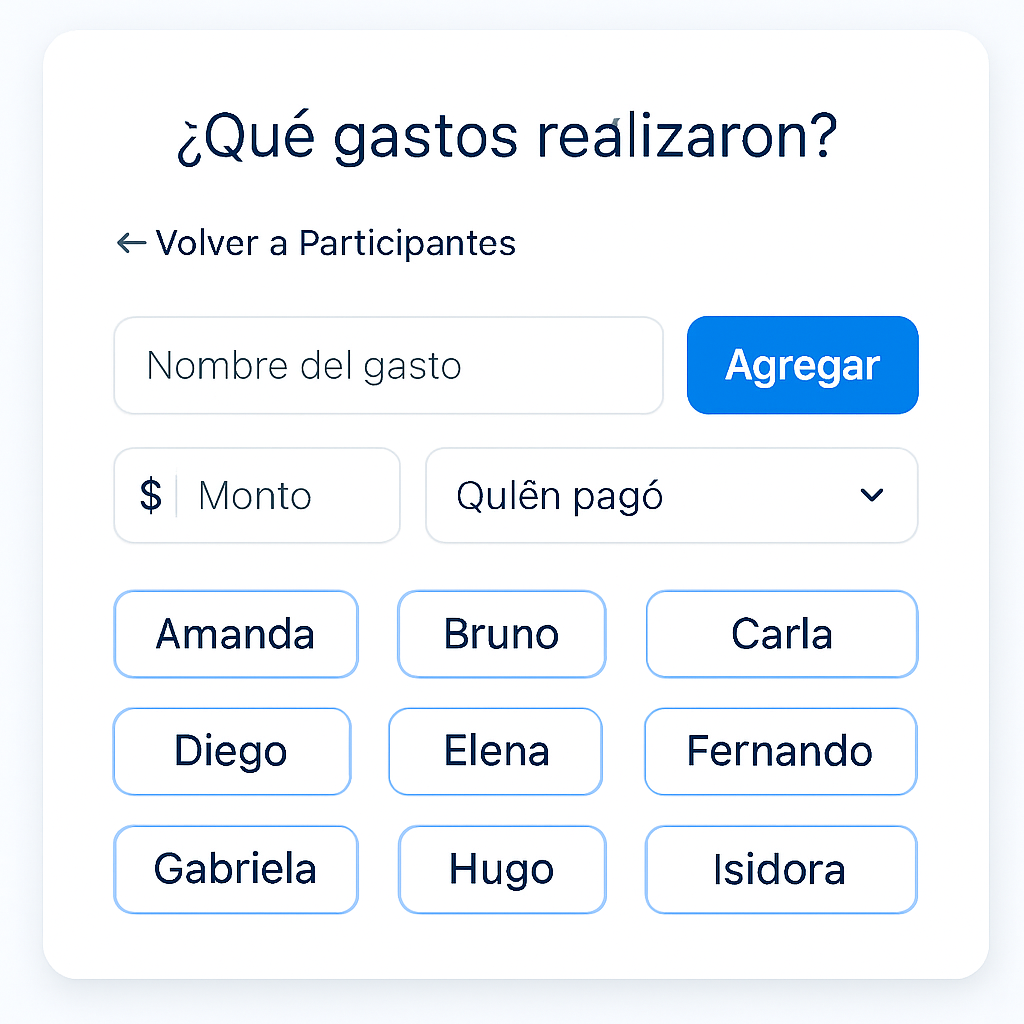 ¿Qué gastos reálizaron?
← Volver a Participantes
Nombre del gasto
Agregar
$ Monto
Qulên pagó
Amanda Bruno Carla
Diego Elena Fernando
Gabriela Hugo Isidora